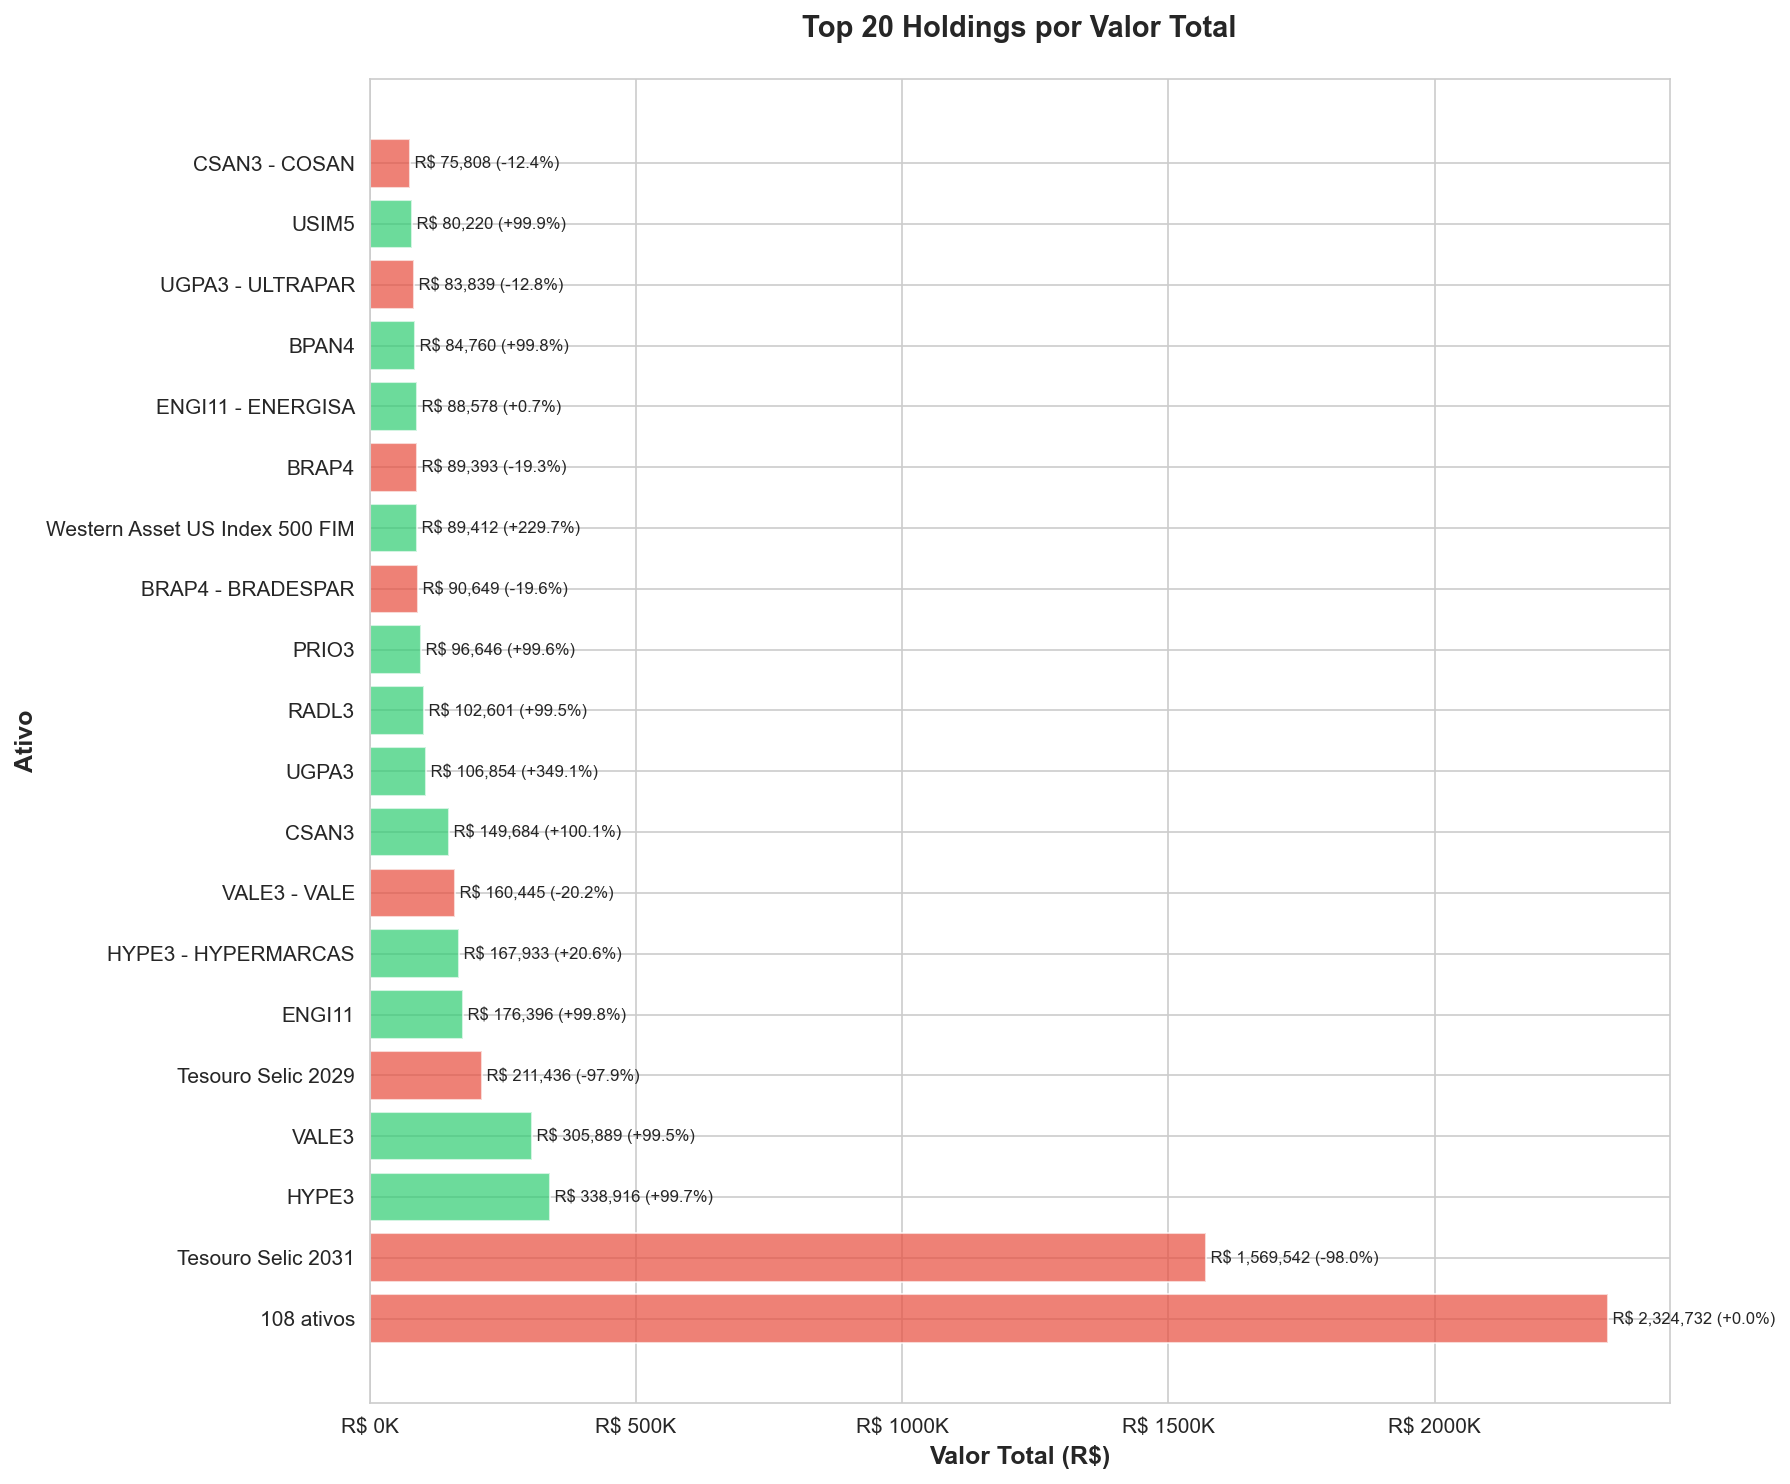 Top 20 Holdings por Valor Total
CSAN3 - COSAN R$ 75,808 (-12.4%)
USIM5 R$ 80,220 (+99.9%)
UGPA3 - ULTRAPAR R$ 83,839 (-12.8%)
BPAN4 R$ 84,760 (+99.8%)
ENGI11 - ENERGISA R$ 88,578 (+0.7%)
BRAP4 R$ 89,393 (-19.3%)
Western Asset US Index 500 FIM R$ 89,412 (+229.7%)
BRAP4 - BRADESPAR R$ 90,649 (-19.6%)
PRIO3 R$ 96,646 (+99.6%)
RADL3 R$ 102,601 (+99.5%)
UGPA3 R$ 106,854 (+349.1%)
CSAN3 R$ 149,684 (+100.1%)
VALE3 - VALE R$ 160,445 (-20.2%)
HYPE3 - HYPERMARCAS R$ 167,933 (+20.6%)
ENGI11 R$ 176,396 (+99.8%)
Tesouro Selic 2029 R$ 211,436 (-97.9%)
VALE3 R$ 305,889 (+99.5%)
HYPE3 R$ 338,916 (+99.7%)
Tesouro Selic 2031 R$ 1,569,542 (-98.0%)
108 ativos R$ 2,324,732 (+0.0%)
Ativo
R$ 0K R$ 500K R$ 1000K R$ 1500K R$ 2000K
Valor Total (R$)